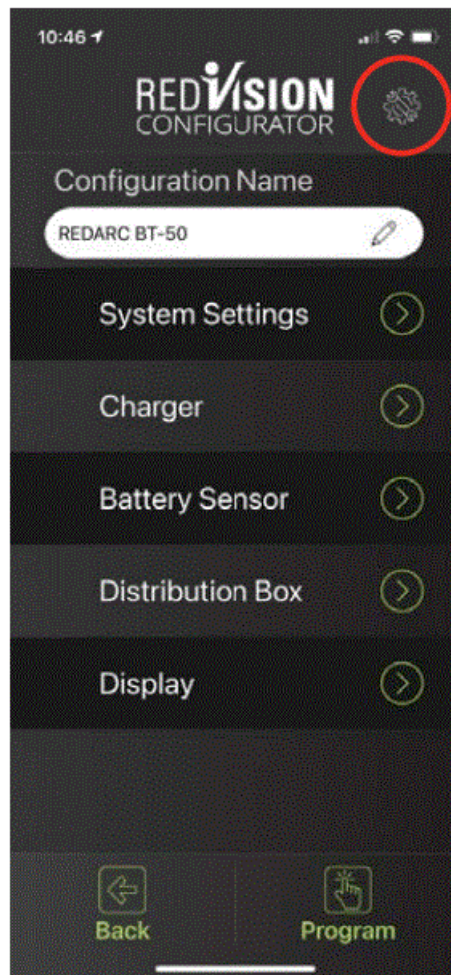 10:46
REDVISION
CONFIGURATOR
Configuration Name
REDARC BT-50
System Settings
Charger
Battery Sensor
Distribution Box
Display
Back
Program